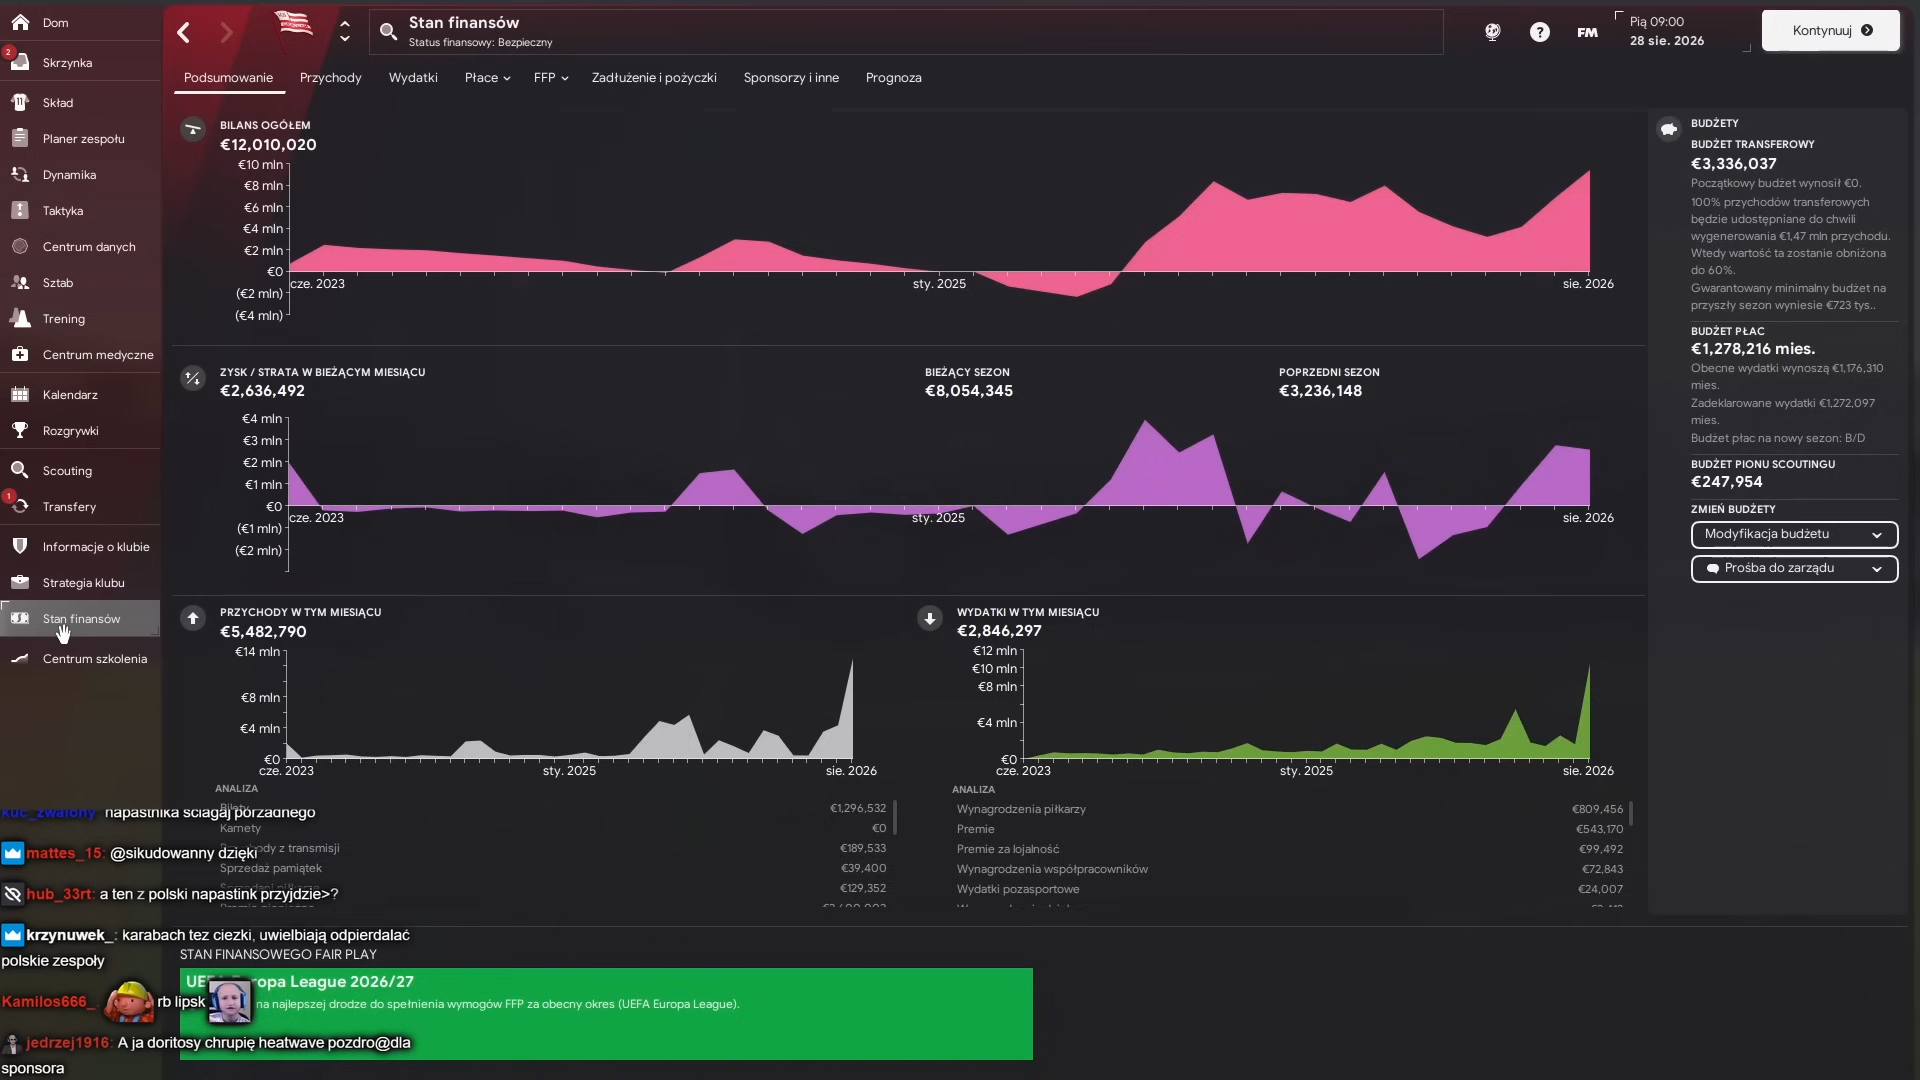 Dom
2
Skrzynka
Skład
Planer zespołu
Dynamika
Taktyka
Centrum danych
Sztab
Trening
Centrum medyczne
Kalendarz
Rozgrywki
Scouting
1
Transfery
Informacje o klubie
Strategia klubu
Stan finansów
Centrum szkolenia
Stan finansów
Status finansowy: Bezpieczny
FM
Pią 09:00
28 sie. 2026
Kontynuuj
Podsumowanie
Przychody
Wydatki
Płace
FFP
Zadłużenie i pożyczki
Sponsorzy i inne
Prognoza
BILANS OGÓŁEM
€12,010,020
€10 mln
€8 mln
€6 mln
€4 mln
€2 mln
€0
(€2 mln)
(€4 mln)
cze. 2023
sty. 2025
sie. 2026
ZYSK / STRATA W BIEŻĄCYM MIESIĄCU
€2,636,492
BIEŻĄCY SEZON
€8,054,345
POPRZEDNI SEZON
€3,236,148
€4 mln
€3 mln
€2 mln
€1 mln
€0
(€1 mln)
(€2 mln)
cze. 2023
sty. 2025
sie. 2026
PRZYCHODY W TYM MIESIĄCU
€5,482,790
€14 mln
€8 mln
€4 mln
€0
cze. 2023
sty. 2025
sie. 2026
ANALIZA
Bilety €1,296,532
Karnety €0
Przychody z transmisji €189,533
Sprzedaż pamiątek €39,400
€129,352
WYDATKI W TYM MIESIĄCU
€2,846,297
€12 mln
€10 mln
€8 mln
€4 mln
€0
cze. 2023
sty. 2025
sie. 2026
ANALIZA
Wynagrodzenia piłkarzy €809,456
Premie €543,170
Premie za lojalność €99,492
Wynagrodzenia współpracowników €72,843
Wydatki pozasportowe €24,007
BUDŻETY
BUDŻET TRANSFEROWY
€3,336,037
Początkowy budżet wynosił €0.
100% przychodów transferowych
będzie udostępniane do chwili
wygenerowania €1,47 mln przychodu.
Wtedy wartość ta zostanie obniżona
do 60%.
Gwarantowany minimalny budżet na
przyszły sezon wyniesie €723 tys..
BUDŻET PŁAC
€1,278,216 mies.
Obecne wydatki wynoszą €1,176,310
mies.
Zadeklarowane wydatki €1,272,097
mies.
Budżet płac na nowy sezon: B/D
BUDŻET PIONU SCOUTINGU
€247,954
ZMIEŃ BUDŻETY
Modyfikacja budżetu
Prośba do zarządu
STAN FINANSOWEGO FAIR PLAY
Europa League 2026/27
na najlepszej drodze do spełnienia wymogów FFP za obecny okres (UEFA Europa League).
napastnika ściągaj porządnego
mattes_15: @sikudowanny dzięki
hub_33rt: a ten z polski napastink przyjdzie>?
krzynuwek_: karabach tez ciezki, uwielbiają odpierdalać
polskie zespoły
Kamilos666_: rb lipsk
jedrzej1916: A ja doritosy chrupię heatwave pozdro@dla
sponsora